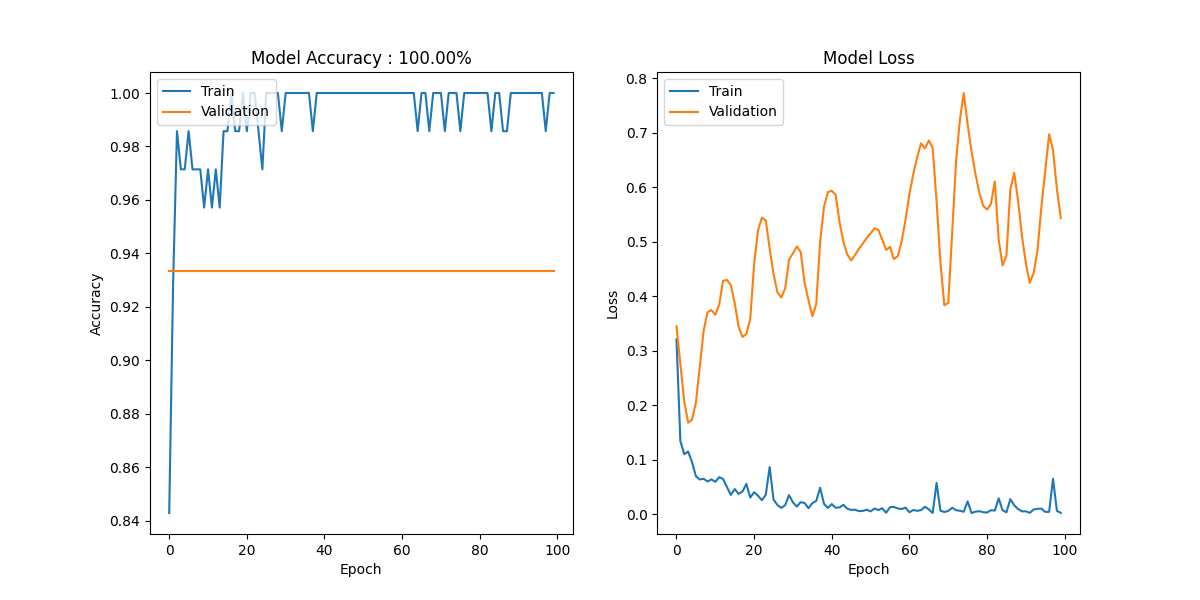 Model Accuracy : 100.00%
Train
Validation
1.00
0.98
0.96
0.94
0.92
0.90
0.88
0.86
0.84
Accuracy
0 20 40 60 80 100
Epoch
Model Loss
Train
Validation
0.8
0.7
0.6
0.5
0.4
0.3
0.2
0.1
0.0
Loss
0 20 40 60 80 100
Epoch